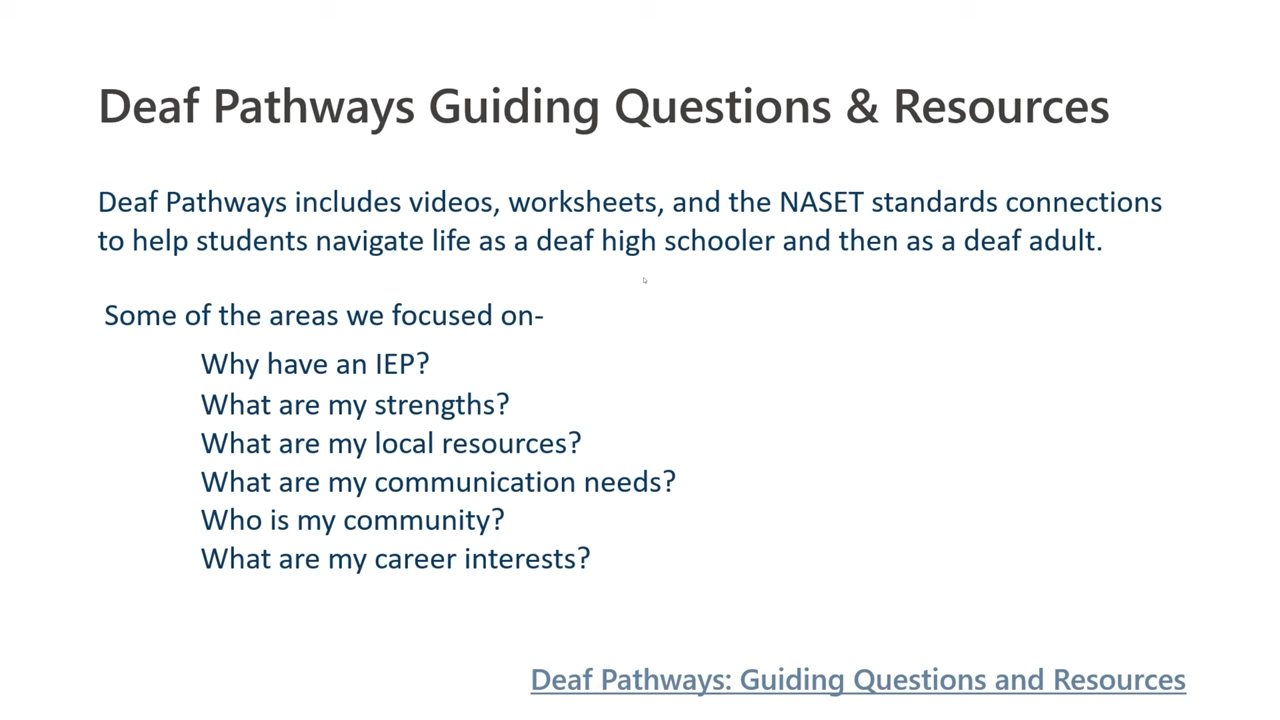 Deaf Pathways Guiding Questions & Resources
Deaf Pathways includes videos, worksheets, and the NASET standards connections
to help students navigate life as a deaf high schooler and then as a deaf adult.
Some of the areas we focused on-
Why have an IEP?
What are my strengths?
What are my local resources?
What are my communication needs?
Who is my community?
What are my career interests?
Deaf Pathways: Guiding Questions and Resources